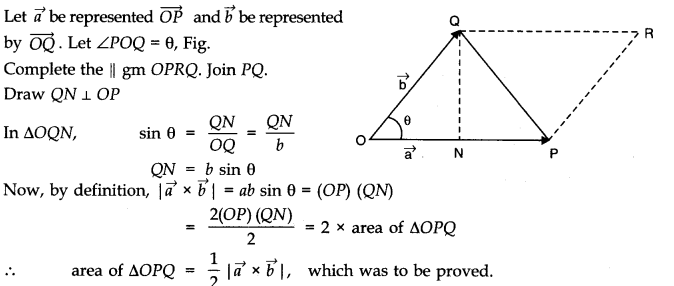 Let a⃗ be represented O͞P⃗ and b⃗ be represented
by O͞Q⃗. Let ∠POQ = θ, Fig.
Complete the ∥ gm OPRQ. Join PQ.
Draw QN ⊥ OP
In ΔOQN, sin θ = QN/OQ = QN/b
QN = b sin θ
Now, by definition, |a⃗ × b⃗| = ab sin θ = (OP) (QN)
= 2(OP) (QN)/2 = 2 × area of ΔOPQ
∴ area of ΔOPQ = 1/2 |a⃗ × b⃗|, which was to be proved.
Q
R
b⃗
θ
O
a⃗
N
P